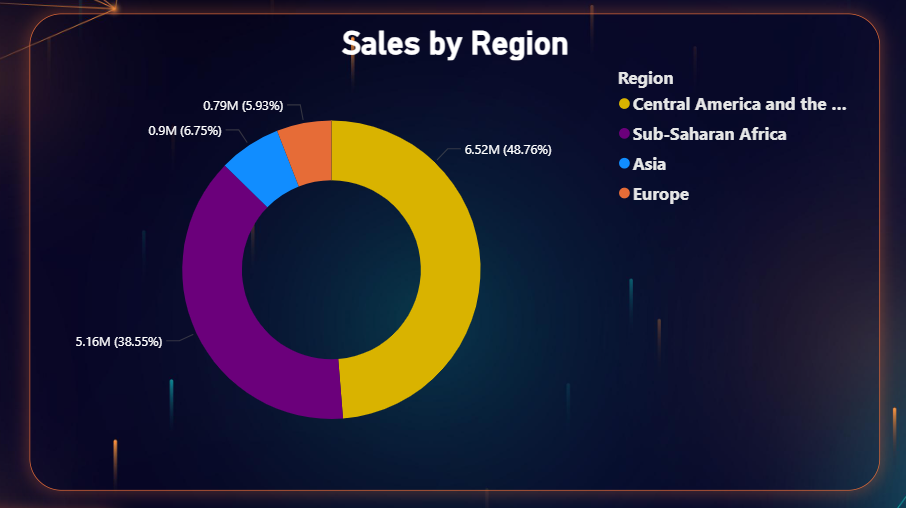 Sales by Region
Region
Central America and the ...
Sub-Saharan Africa
Asia
Europe
0.79M (5.93%)
0.9M (6.75%)
6.52M (48.76%)
5.16M (38.55%)